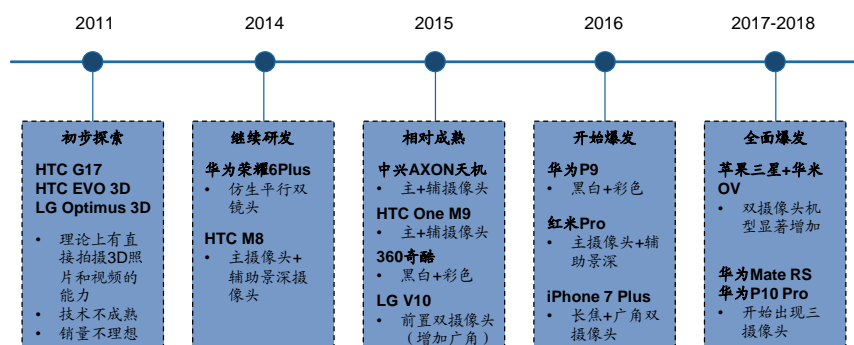 2011
2014
2015
2016
2017-2018
初步探索
HTC G17
HTC EVO 3D
LG Optimus 3D
• 理论上有直
接拍摄3D照
片和视频的
能力
• 技术不成熟
• 销量不理想
继续研发
华为荣耀6Plus
• 仿生平行双
镜头
HTC M8
• 主摄像头+
辅助景深摄
像头
相对成熟
中兴AXON天机
• 主+辅摄像头
HTC One M9
• 主+辅摄像头
360奇酷
• 黑白+彩色
LG V10
• 前置双摄像头
（增加广角）
开始爆发
华为P9
• 黑白+彩色
红米Pro
• 主摄像头+辅
助景深
iPhone 7 Plus
• 长焦+广角双
摄像头
全面爆发
苹果三星+华米
OV
• 双摄像头机
型显著增加
华为Mate RS
华为P10 Pro
• 开始出现三
摄像头